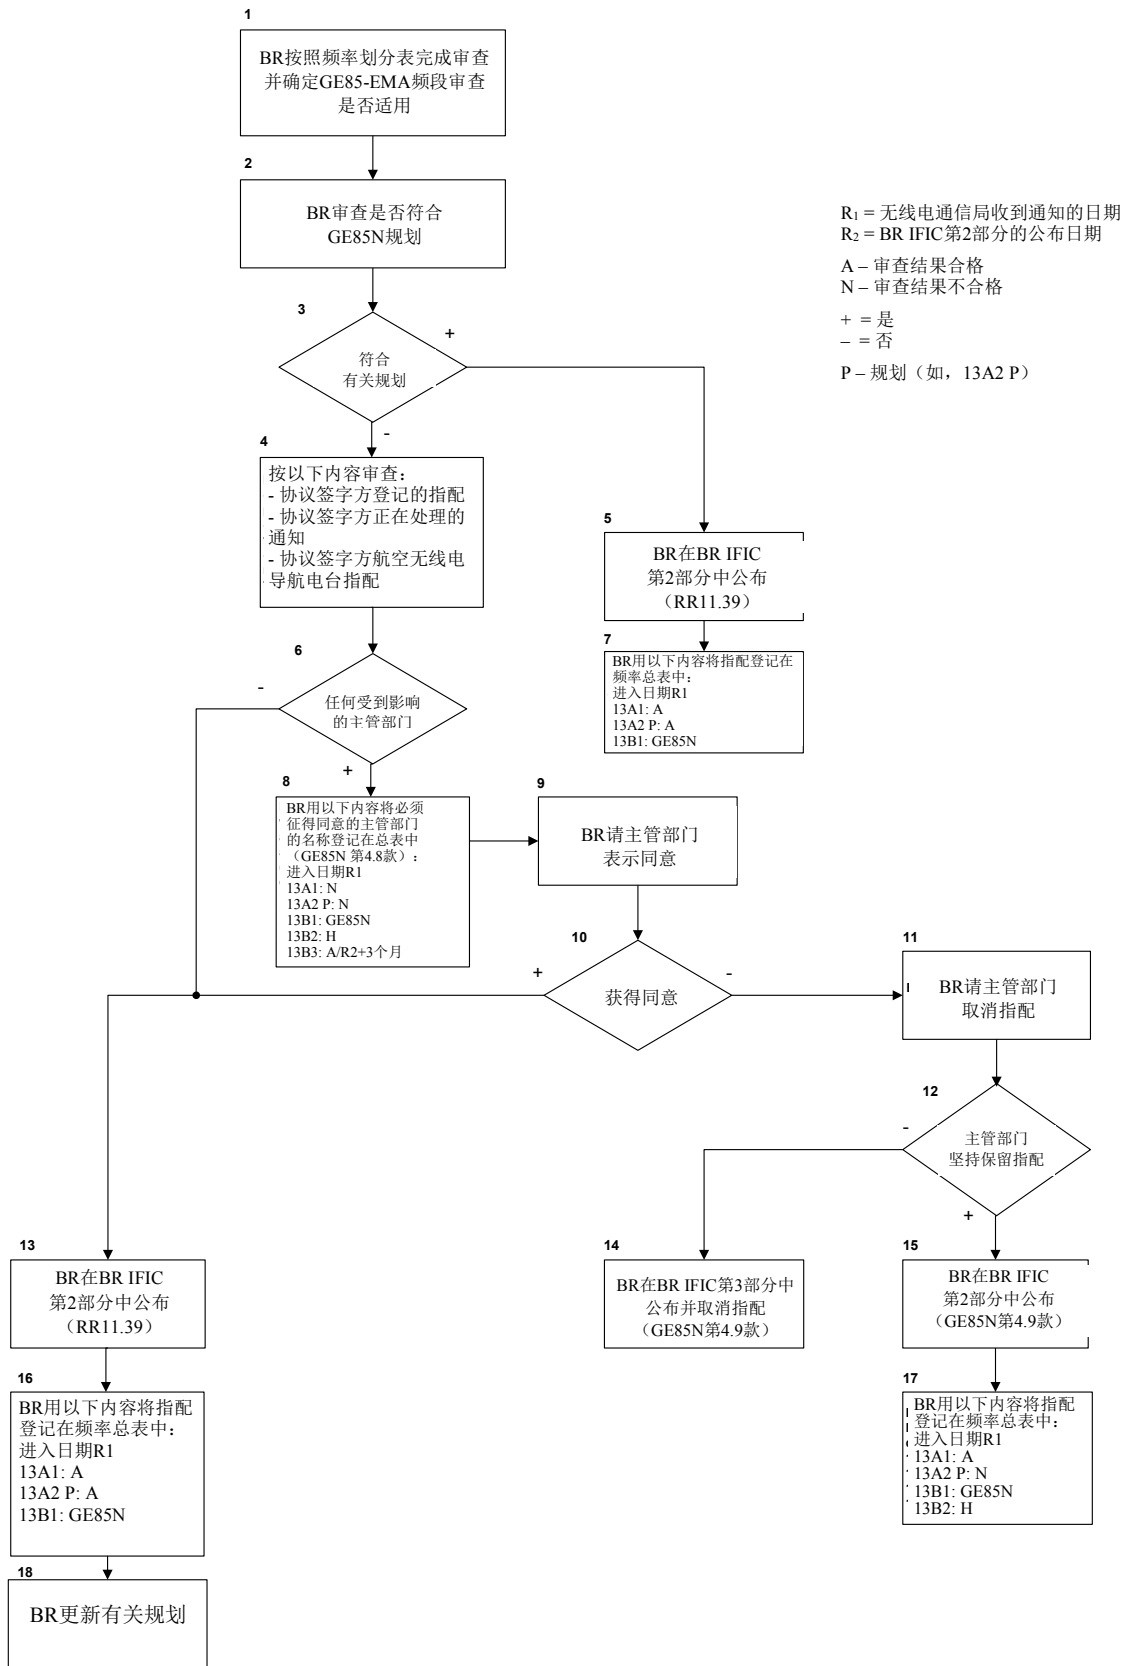 1
BR按照频率划分表完成审查
并确定GE85-EMA频段审查
是否适用
2
BR审查是否符合
GE85N规划
R1 = 无线电通信局收到通知的日期
R2 = BR IFIC第2部分的公布日期
A – 审查结果合格
N – 审查结果不合格
+ = 是
– = 否
P – 规划（如，13A2 P）
3
+
符合
有关规划
-
4
按以下内容审查：
- 协议签字方登记的指配
- 协议签字方正在处理的
通知
- 协议签字方航空无线电
导航电台指配
5
BR在BR IFIC
第2部分中公布
（RR11.39）
6
-
任何受到影响
的主管部门
+
7
BR用以下内容将指配登记在
频率总表中：
进入日期R1
13A1: A
13A2 P: A
13B1: GE85N
8
BR用以下内容将必须
征得同意的主管部门
的名称登记在总表中
（GE85N 第4.8款）：
进入日期R1
13A1: N
13A2 P: N
13B1: GE85N
13B2: H
13B3: A/R2+3个月
9
BR请主管部门
表示同意
10
+
-
获得同意
11
BR请主管部门
取消指配
12
-
主管部门
坚持保留指配
+
13
BR在BR IFIC
第2部分中公布
（RR11.39）
14
BR在BR IFIC第3部分中
公布并取消指配
（GE85N第4.9款）
15
BR在BR IFIC
第2部分中公布
（GE85N第4.9款）
16
BR用以下内容将指配
登记在频率总表中：
进入日期R1
13A1: A
13A2 P: A
13B1: GE85N
17
BR用以下内容将指配
登记在频率总表中：
进入日期R1
13A1: A
13A2 P: N
13B1: GE85N
13B2: H
18
BR更新有关规划